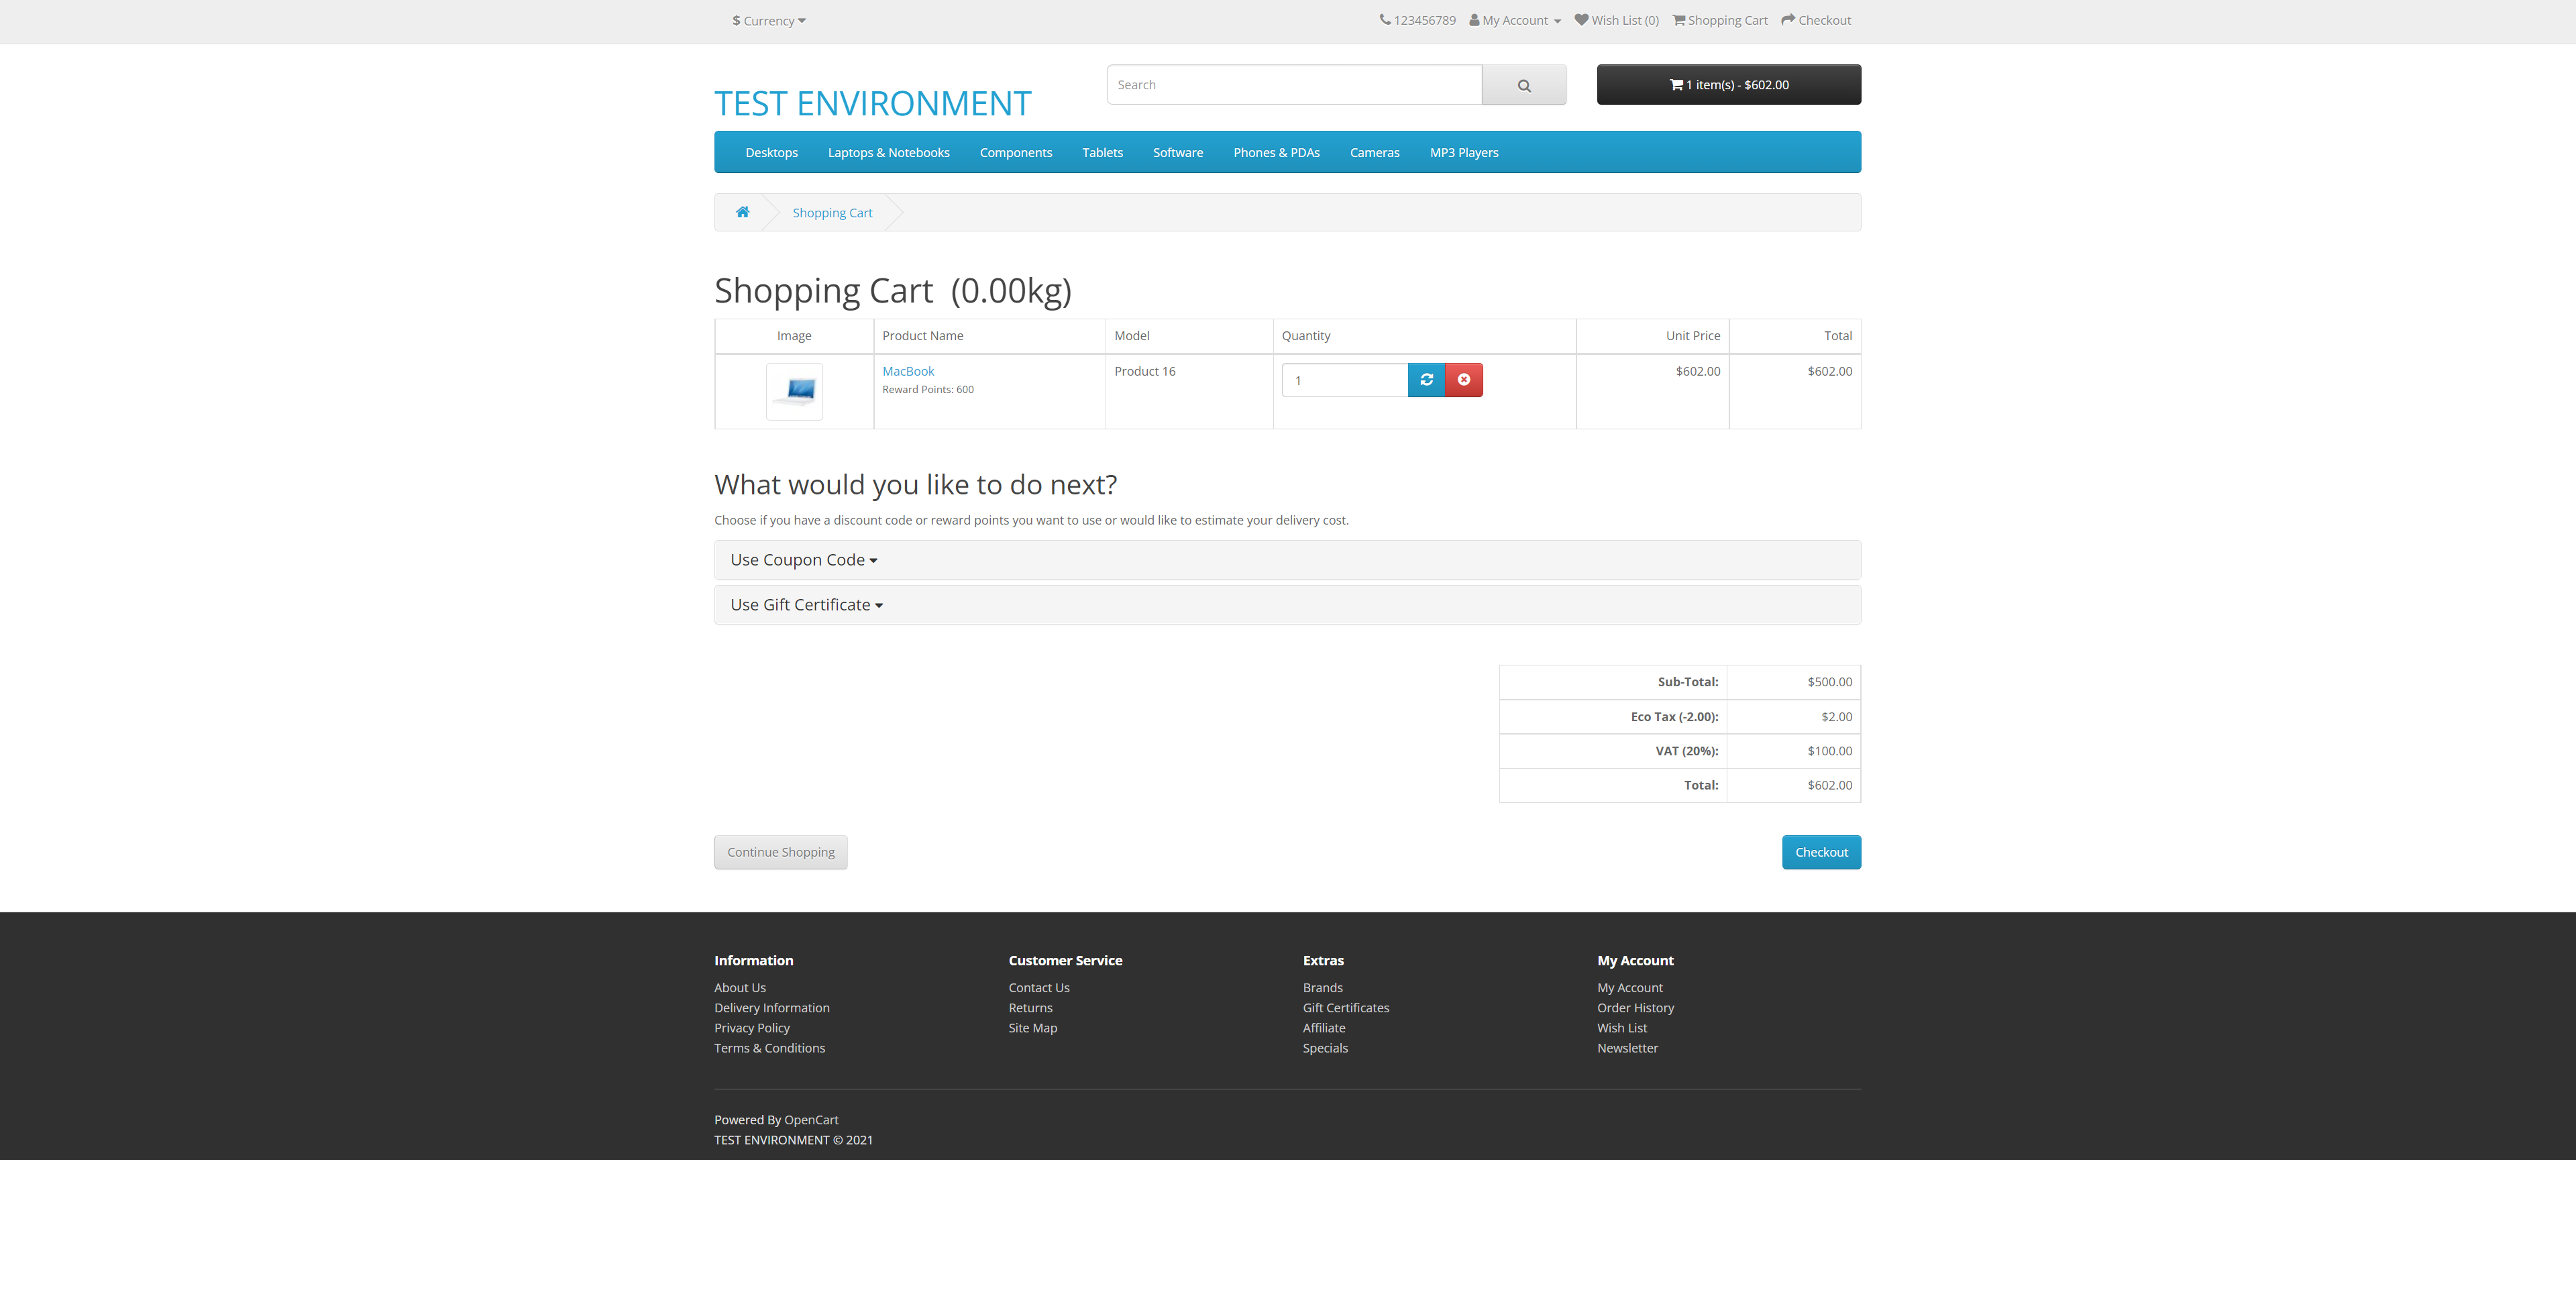 $ Currency
123456789 My Account Wish List (0) Shopping Cart Checkout
TEST ENVIRONMENT
Search
1 item(s) - $602.00
Desktops Laptops & Notebooks Components Tablets Software Phones & PDAs Cameras MP3 Players
Shopping Cart
Shopping Cart (0.00kg)
Image Product Name Model Quantity Unit Price Total
MacBook Product 16 1 $602.00 $602.00
Reward Points: 600
What would you like to do next?
Choose if you have a discount code or reward points you want to use or would like to estimate your delivery cost.
Use Coupon Code
Use Gift Certificate
Sub-Total: $500.00
Eco Tax (-2.00): $2.00
VAT (20%): $100.00
Total: $602.00
Continue Shopping
Checkout
Information
About Us
Delivery Information
Privacy Policy
Terms & Conditions
Customer Service
Contact Us
Returns
Site Map
Extras
Brands
Gift Certificates
Affiliate
Specials
My Account
My Account
Order History
Wish List
Newsletter
Powered By OpenCart
TEST ENVIRONMENT © 2021